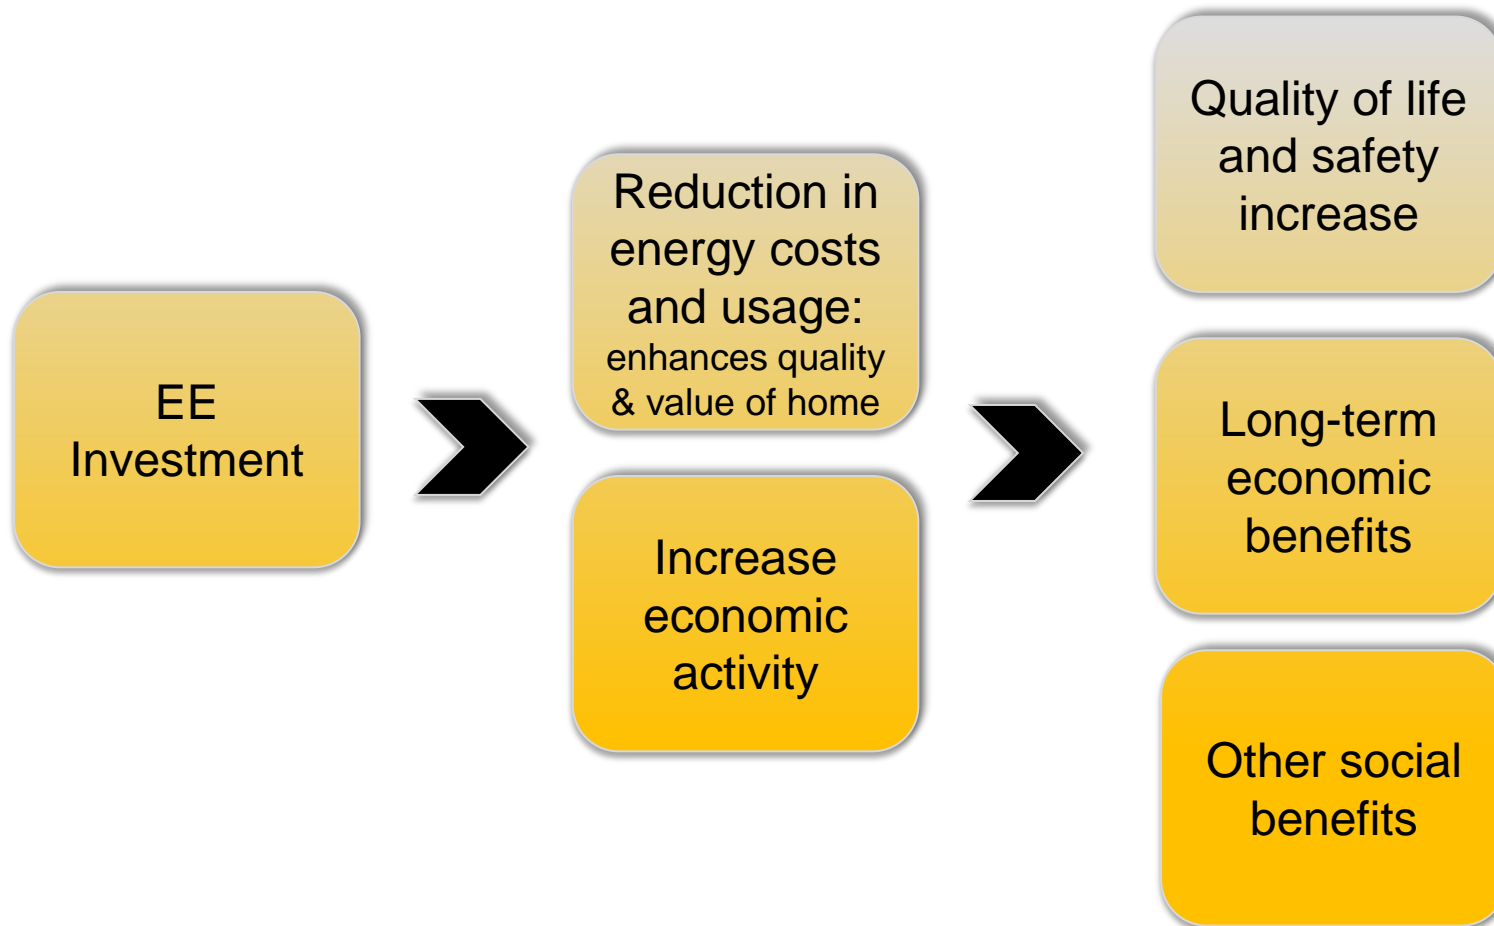 EE
Investment
Reduction in
energy costs
and usage:
enhances quality
& value of home
Increase
economic
activity
Quality of life
and safety
increase
Long-term
economic
benefits
Other social
benefits